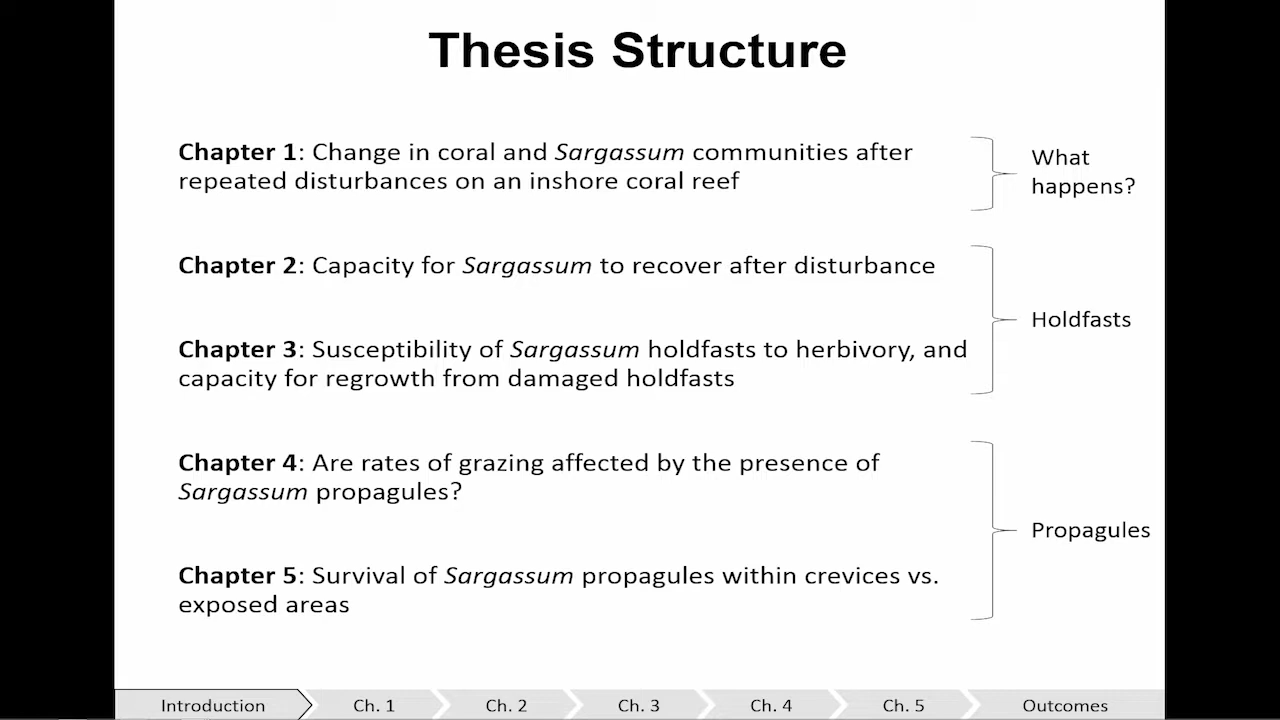 Thesis Structure
Chapter 1: Change in coral and Sargassum communities after
repeated disturbances on an inshore coral reef
What
happens?
Chapter 2: Capacity for Sargassum to recover after disturbance
Holdfasts
Chapter 3: Susceptibility of Sargassum holdfasts to herbivory, and
capacity for regrowth from damaged holdfasts
Chapter 4: Are rates of grazing affected by the presence of
Sargassum propagules?
Propagules
Chapter 5: Survival of Sargassum propagules within crevices vs.
exposed areas
Introduction Ch. 1 Ch. 2 Ch. 3 Ch. 4 Ch. 5 Outcomes